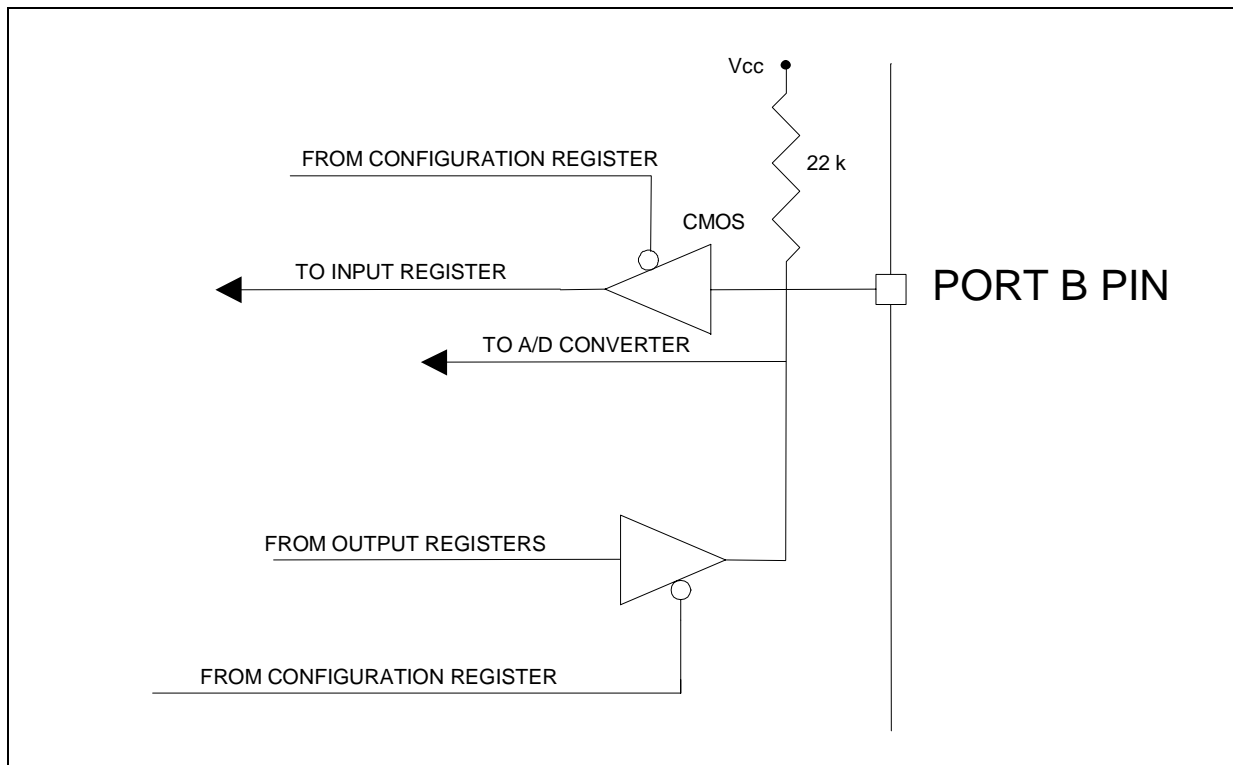 Vcc
FROM CONFIGURATION REGISTER
22 k
CMOS
TO INPUT REGISTER
PORT B PIN
TO A/D CONVERTER
FROM OUTPUT REGISTERS
FROM CONFIGURATION REGISTER